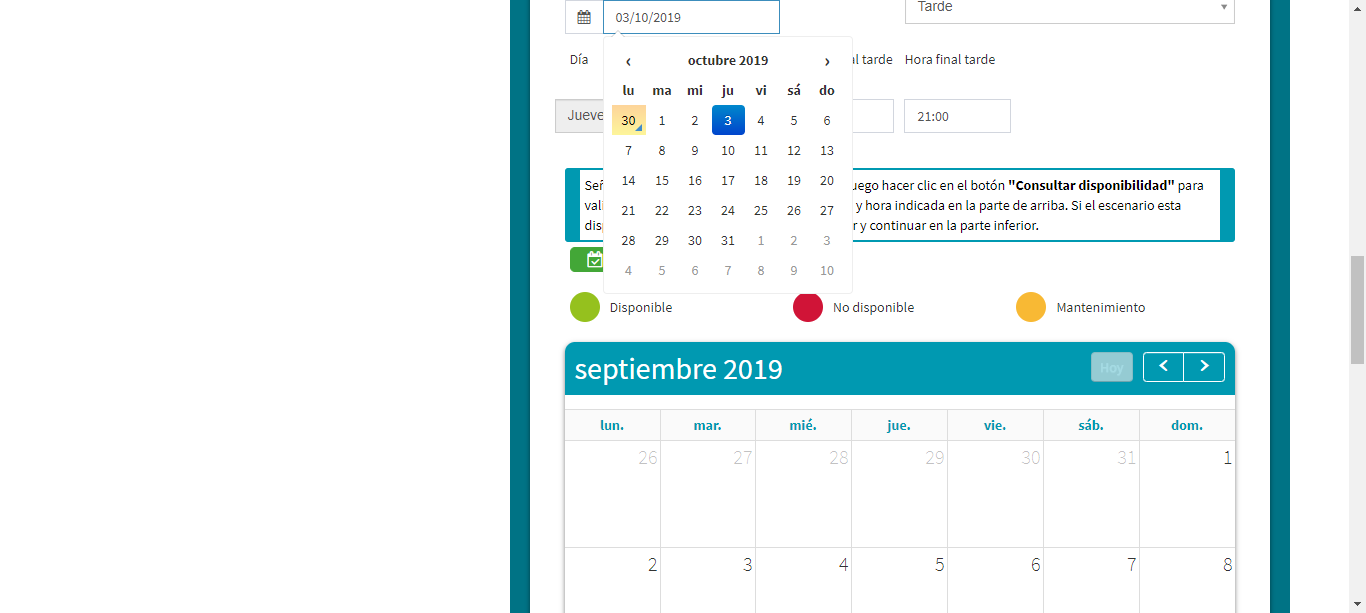 03/10/2019
Tarde
Día
al tarde
Hora final tarde
‹ octubre 2019 ›
lu ma mi ju vi sá do
30 1 2 3 4 5 6
7 8 9 10 11 12 13
14 15 16 17 18 19 20
21 22 23 24 25 26 27
28 29 30 31 1 2 3
4 5 6 7 8 9 10
Jueve
21:00
Señ
uego hacer clic en el botón "Consultar disponibilidad" para
vali
y hora indicada en la parte de arriba. Si el escenario esta
disp
r y continuar en la parte inferior.
Disponible
No disponible
Mantenimiento
septiembre 2019
Hoy
lun. mar. mié. jue. vie. sáb. dom.
26 27 28 29 30 31 1
2 3 4 5 6 7 8